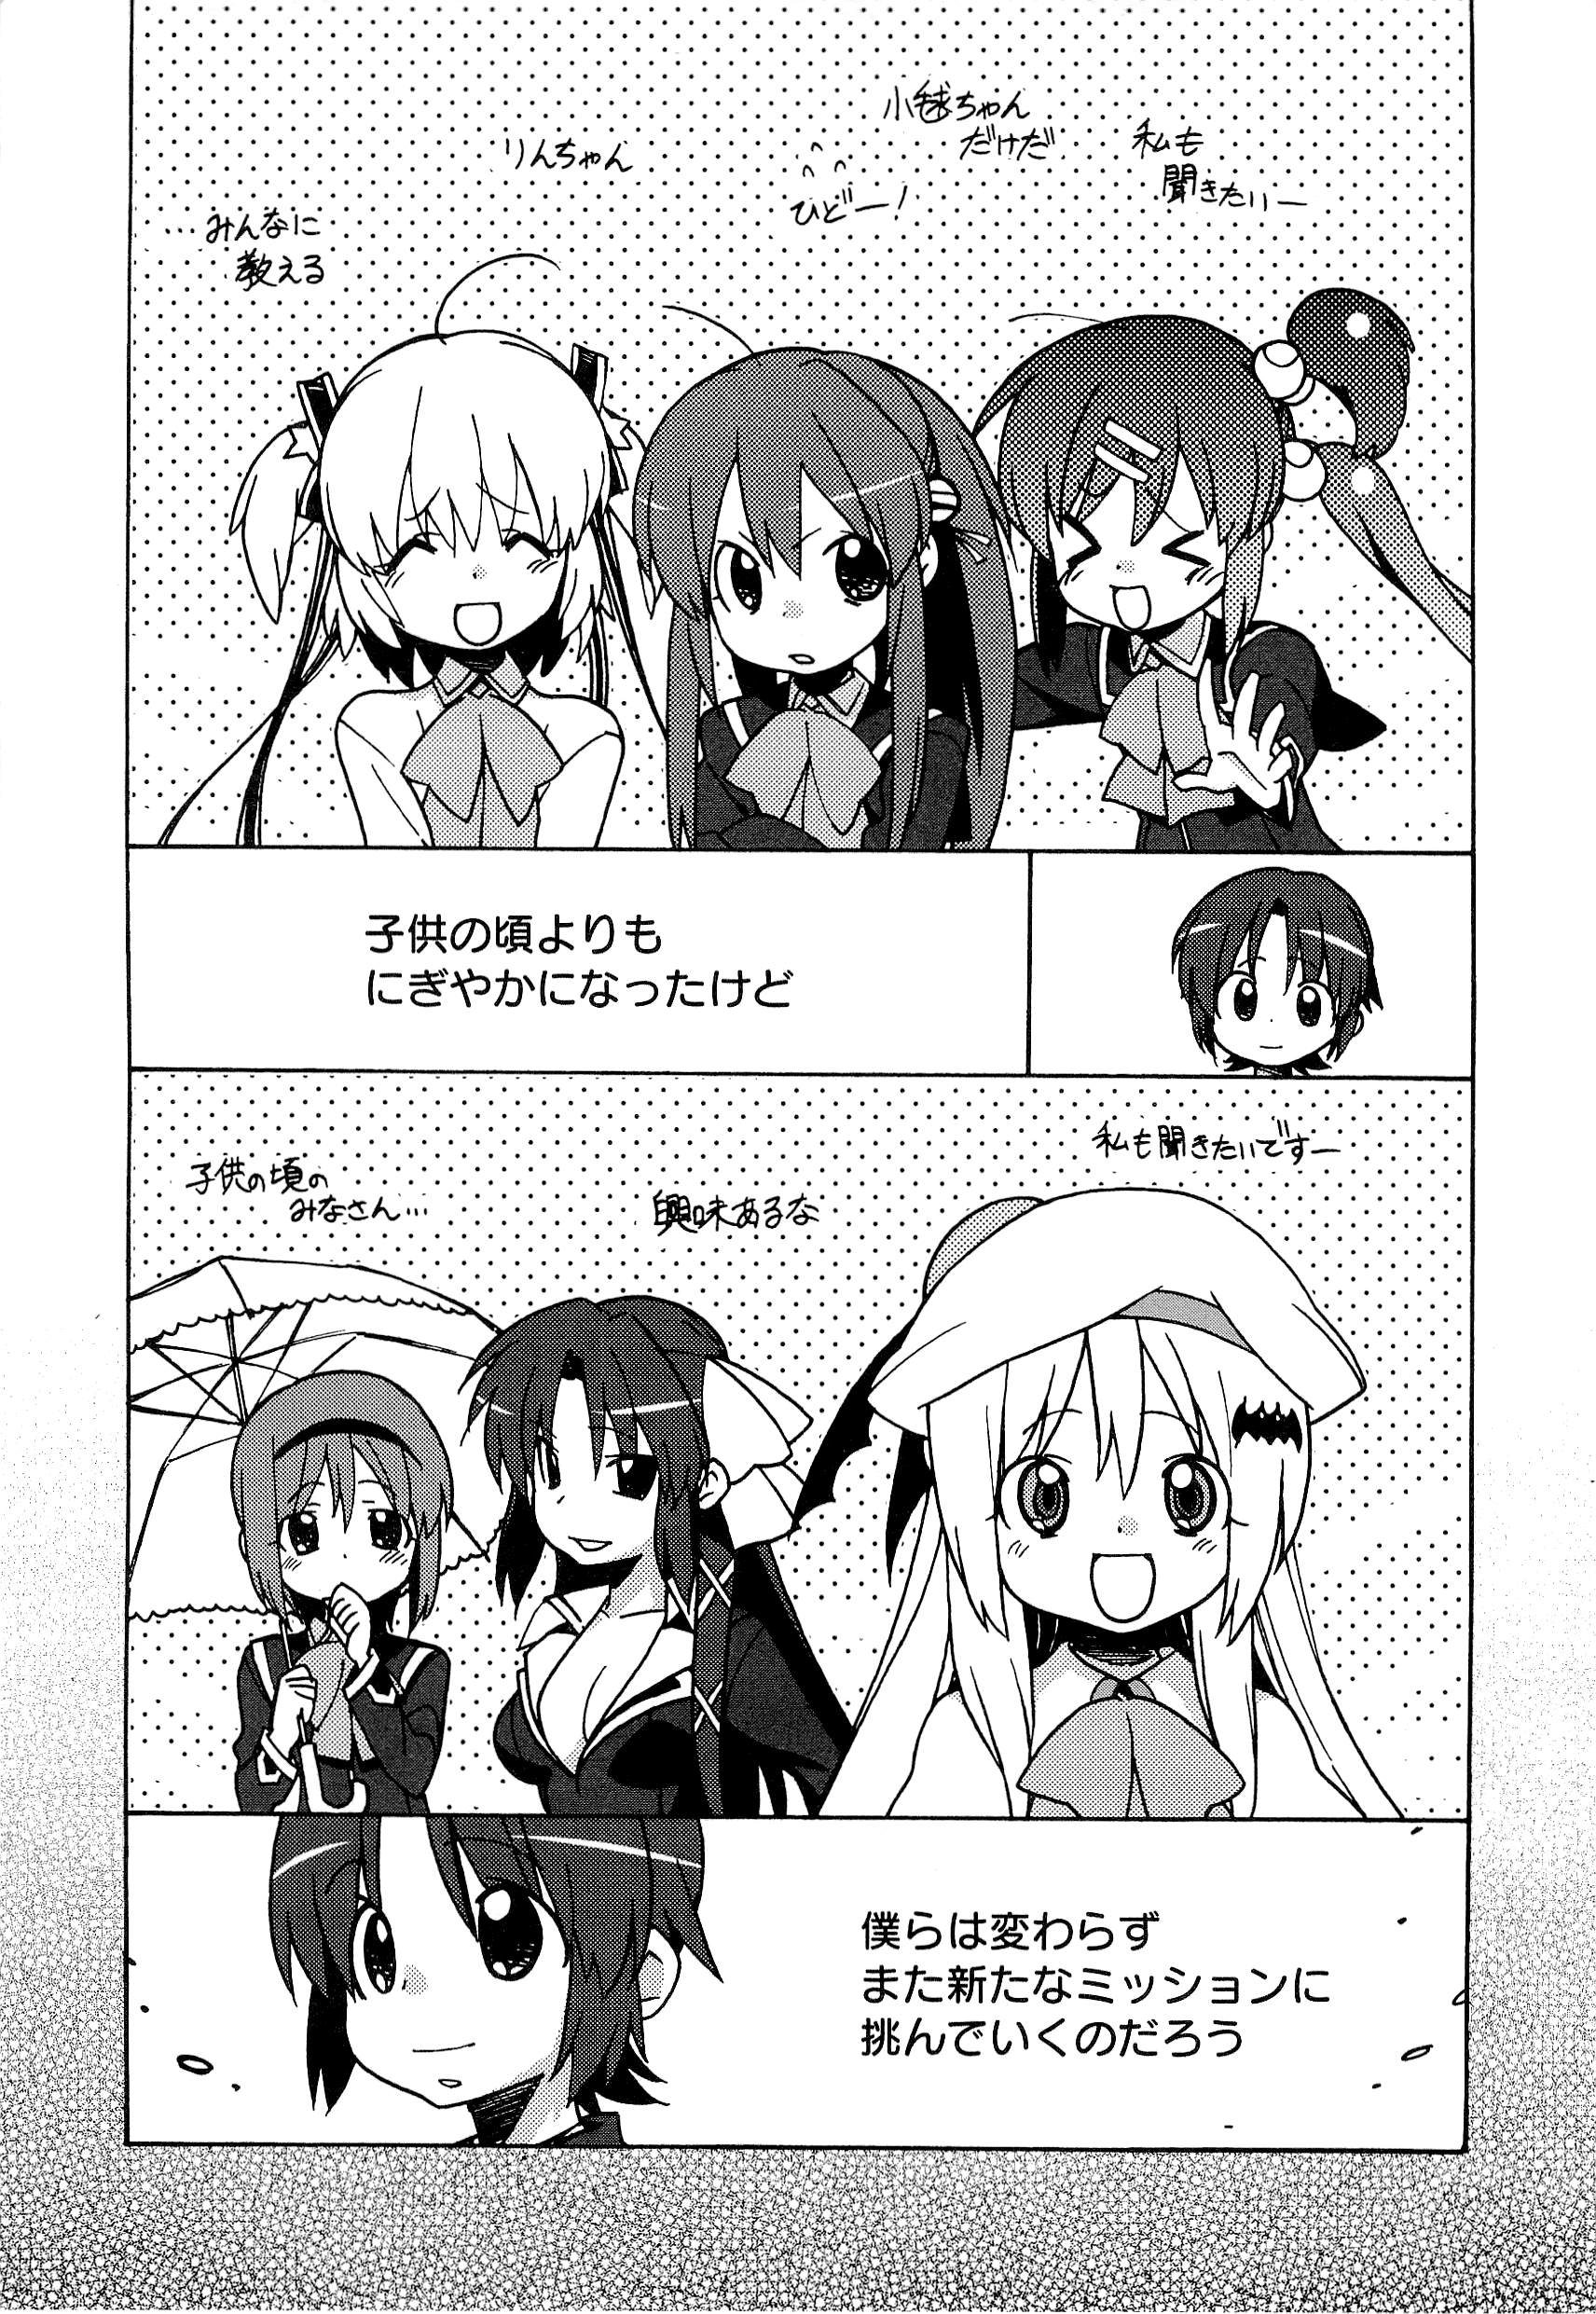 私も
聞きたいー
小毬ちゃん
だけだ
ひどー!
りんちゃん
…みんなに
教える
子供の頃よりも
にぎやかになったけど
私も聞きたいですー
興味あるな
子供の頃の
みなさん…
僕らは変わらず
また新たなミッションに
挑んでいくのだろう